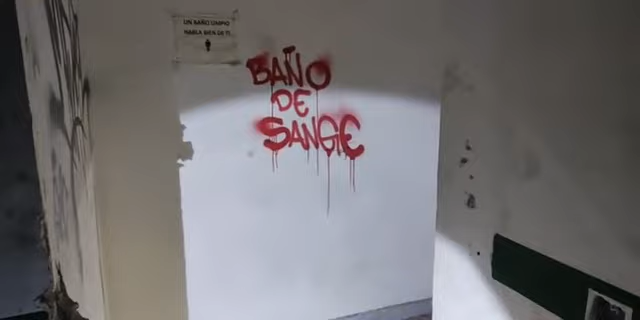 UN BAÑO LIMPIO
HABLA BIEN DE TI
BAÑO
DE
SANGE